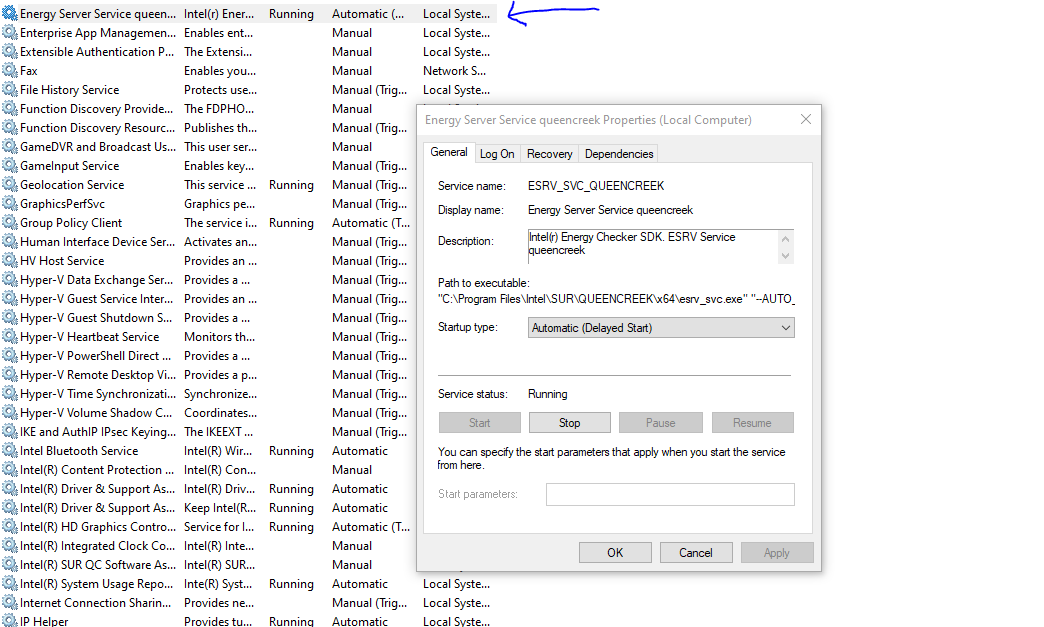 Energy Server Service queen... Intel(r) Ener... Running Automatic (... Local Syste...
Enterprise App Managemen... Enables ent... Manual Local Syste...
Extensible Authentication P... The Extensi... Manual Local Syste...
Fax Enables you... Manual Network S...
File History Service Protects use... Manual (Trig... Local Syste...
Function Discovery Provide... The FDPHO... Manual
Function Discovery Resourc... Publishes th... Manual (Trig...
GameDVR and Broadcast Us... This user ser... Manual
GameInput Service Enables key... Manual (Trig...
Geolocation Service This service ... Running Manual (Trig...
GraphicsPerfSvc Graphics pe... Manual (Trig...
Group Policy Client The service i... Running Automatic (T...
Human Interface Device Ser... Activates an... Manual (Trig...
HV Host Service Provides an ... Manual (Trig...
Hyper-V Data Exchange Ser... Provides a ... Manual (Trig...
Hyper-V Guest Service Inter... Provides an ... Manual (Trig...
Hyper-V Guest Shutdown S... Provides a ... Manual (Trig...
Hyper-V Heartbeat Service Monitors th... Manual (Trig...
Hyper-V PowerShell Direct ... Provides a ... Manual (Trig...
Hyper-V Remote Desktop Vi... Provides a p... Manual (Trig...
Hyper-V Time Synchronizati... Synchronize... Manual (Trig...
Hyper-V Volume Shadow C... Coordinates... Manual (Trig...
IKE and AuthIP IPsec Keying... The IKEEXT ... Manual (Trig...
Intel Bluetooth Service Intel(R) Wir... Running Automatic
Intel(R) Content Protection ... Intel(R) Con... Manual
Intel(R) Driver & Support As... Intel(R) Driv... Running Automatic
Intel(R) Driver & Support As... Keep Intel(R... Running Automatic
Intel(R) HD Graphics Contro... Service for I... Running Automatic (T...
Intel(R) Integrated Clock Co... Intel(R) Inte... Manual
Intel(R) SUR QC Software As... Intel(R) SUR... Manual
Intel(R) System Usage Repo... Inte(R) Syst... Running Automatic Local Syste...
Internet Connection Sharin... Provides ne... Manual (Trig... Local Syste...
IP Helper Provides tu... Running Automatic Local Syste...
Energy Server Service queencreek Properties (Local Computer)
General Log On Recovery Dependencies
Service name: ESRV_SVC_QUEENCREEK
Display name: Energy Server Service queencreek
Description: Intel(r) Energy Checker SDK. ESRV Service
queencreek
Path to executable:
"C:\Program Files\Intel\SUR\QUEENCREEK\x64\esrv_svc.exe" "--AUTO_
Startup type: Automatic (Delayed Start)
Service status: Running
Start Stop Pause Resume
You can specify the start parameters that apply when you start the service
from here.
Start parameters:
OK Cancel Apply